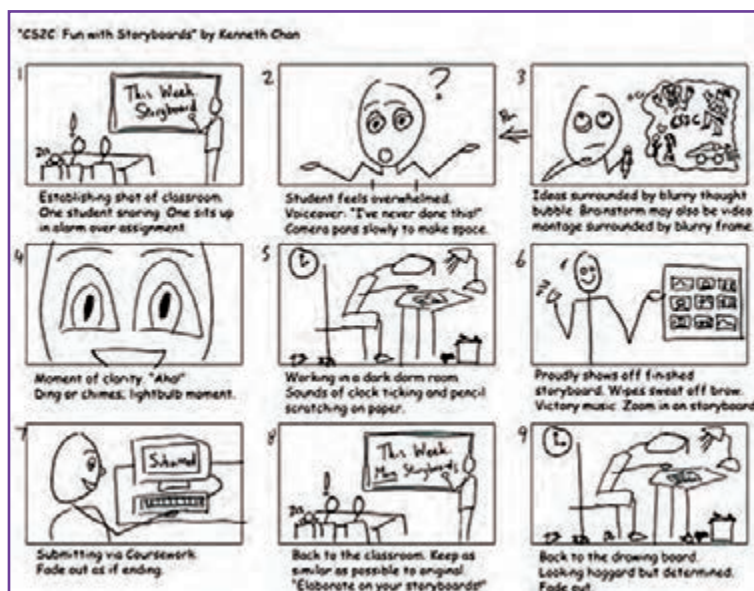 "CS2C: Fun with Storyboards" by Kenneth Chan
1
This Week:
Storyboard
Establishing shot of classroom.
One student snoring. One sits up
in alarm over assignment.
2
?
Student feels overwhelmed.
Voiceover: "I've never done this!"
Camera pans slowly to make space.
Pan
3
CS2C
Ideas surrounded by blurry thought
bubble. Brainstorm may also be video
montage surrounded by blurry frame.
4
Moment of clarity. "Aha!"
Ding or chimes; lightbulb moment.
5
Working in a dark dorm room
Sounds of clock ticking and pencil
scratching on paper.
6
Proudly shows off finished
storyboard. Wipes sweat off brow.
Victory music. Zoom in on storyboard
7
Submitted
Submitting via Coursework.
Fade out as if ending.
8
This Week:
More Storyboards
Back to the classroom. Keep as
similar as possible to original.
"Elaborate on your storyboards!"
9
Back to the drawing board.
Looking haggard but determined.
Fade out.